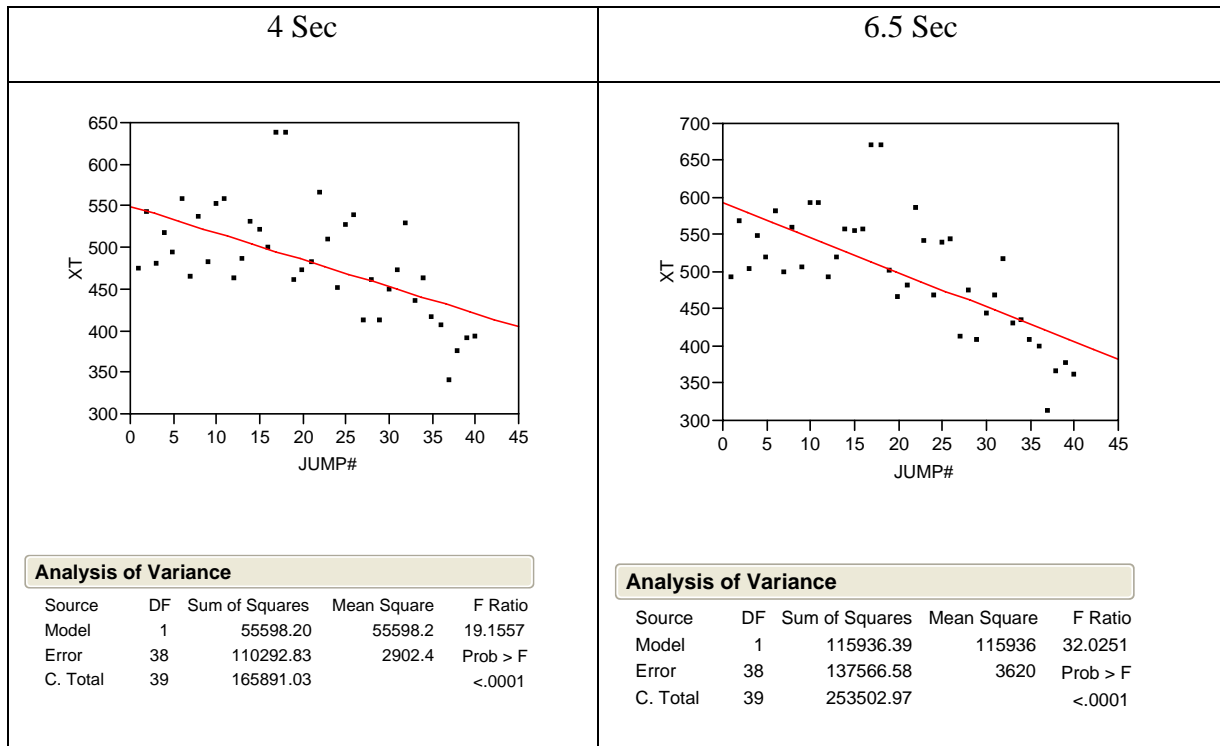 4 Sec
6.5 Sec
650
600
550
500
450
400
350
300
XT
0 5 10 15 20 25 30 35 40 45
JUMP#
Analysis of Variance
Source DF Sum of Squares Mean Square F Ratio
Model 1 55598.20 55598.2 19.1557
Error 38 110292.83 2902.4 Prob > F
C. Total 39 165891.03 <.0001
700
650
600
550
500
450
400
350
300
XT
0 5 10 15 20 25 30 35 40 45
JUMP#
Analysis of Variance
Source DF Sum of Squares Mean Square F Ratio
Model 1 115936.39 115936 32.0251
Error 38 137566.58 3620 Prob > F
C. Total 39 253502.97 <.0001